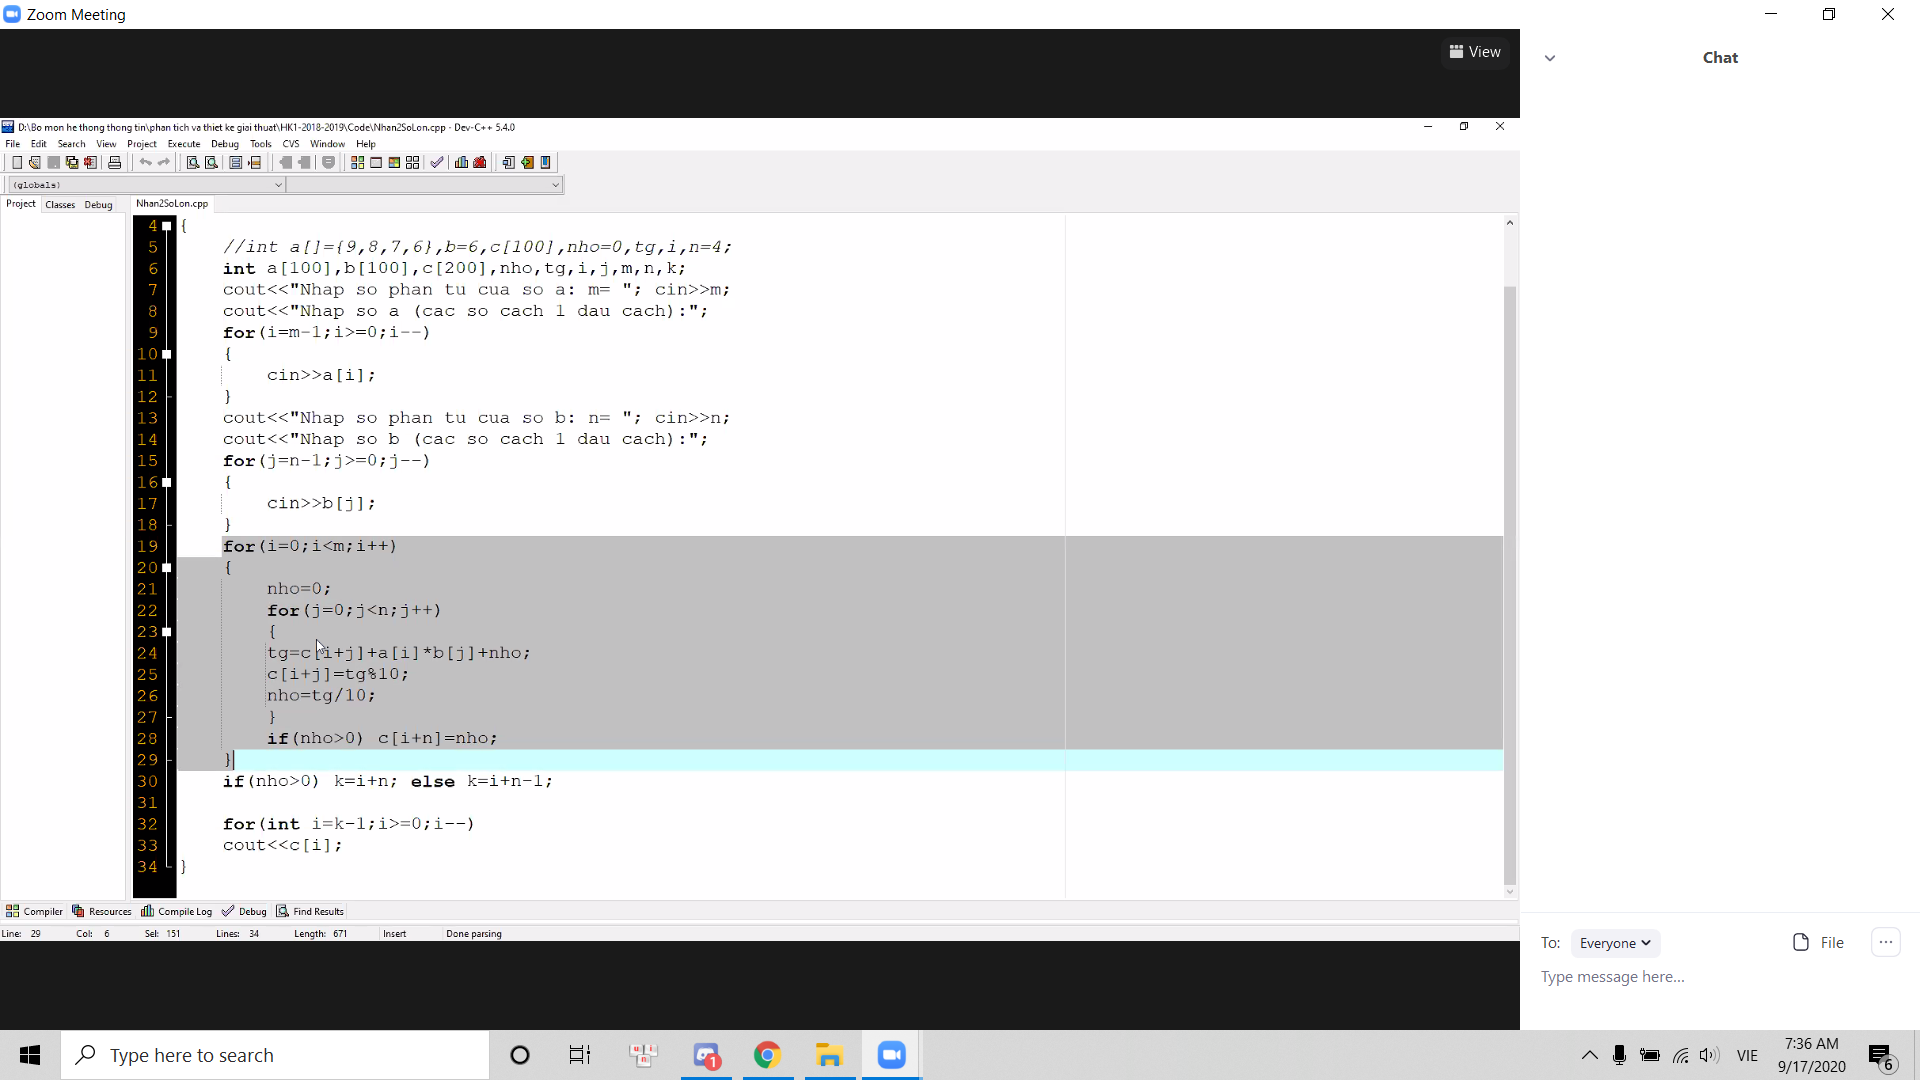 Zoom Meeting
View
Chat
D:\Bo mon he thong thong tin\phan tich va thiet ke giai thuat\HK1-2018-2019\Code\Nhan2SoLon.cpp - Dev-C++ 5.4.0
File Edit Search View Project Execute Debug Tools CVS Window Help
(globals)
Project Classes Debug Nhan2SoLon.cpp
4 {
5 //int a[]={9,8,7,6},b=6,c[100],nho=0,tg,i,n=4;
6 int a[100],b[100],c[200],nho,tg,i,j,m,n,k;
7 cout<<"Nhap so phan tu cua so a: m= "; cin>>m;
8 cout<<"Nhap so a (cac so cach 1 dau cach):";
9 for(i=m-1;i>=0;i--)
10 {
11 cin>>a[i];
12 }
13 cout<<"Nhap so phan tu cua so b: n= "; cin>>n;
14 cout<<"Nhap so b (cac so cach 1 dau cach):";
15 for(j=n-1;j>=0;j--)
16 {
17 cin>>b[j];
18 }
19 for(i=0;i<m;i++)
20 {
21 nho=0;
22 for(j=0;j<n;j++)
23 {
24 tg=c[i+j]+a[i]*b[j]+nho;
25 c[i+j]=tg%10;
26 nho=tg/10;
27 }
28 if(nho>0) c[i+n]=nho;
29 }
30 if(nho>0) k=i+n; else k=i+n-1;
31
32 for(int i=k-1;i>=0;i--)
33 cout<<c[i];
34 }
Compiler Resources Compile Log Debug Find Results
Line: 29 Col: 6 Sel: 151 Lines: 34 Length: 671 Insert Done parsing
To: Everyone File
Type message here...
Type here to search
1
VIE
7:36 AM
9/17/2020
6